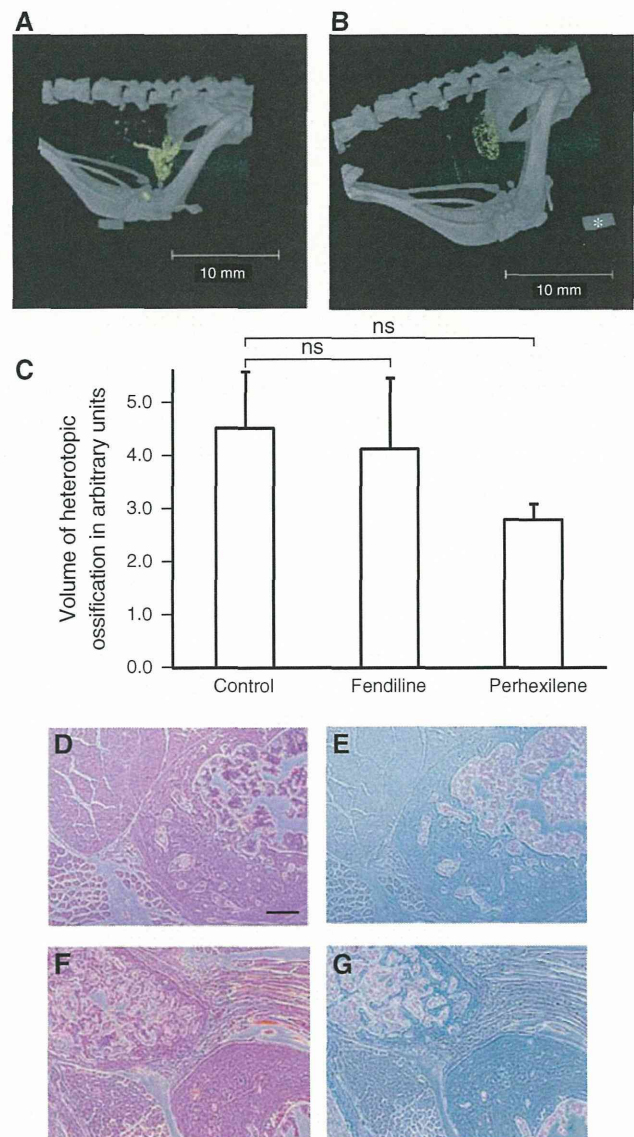 A
B
10 mm
*
10 mm
C
ns
ns
Volume of heterotopic
ossification in arbitrary units
5.0
4.0
3.0
2.0
1.0
0.0
Control
Fendiline
Perhexilene
D
E
F
G